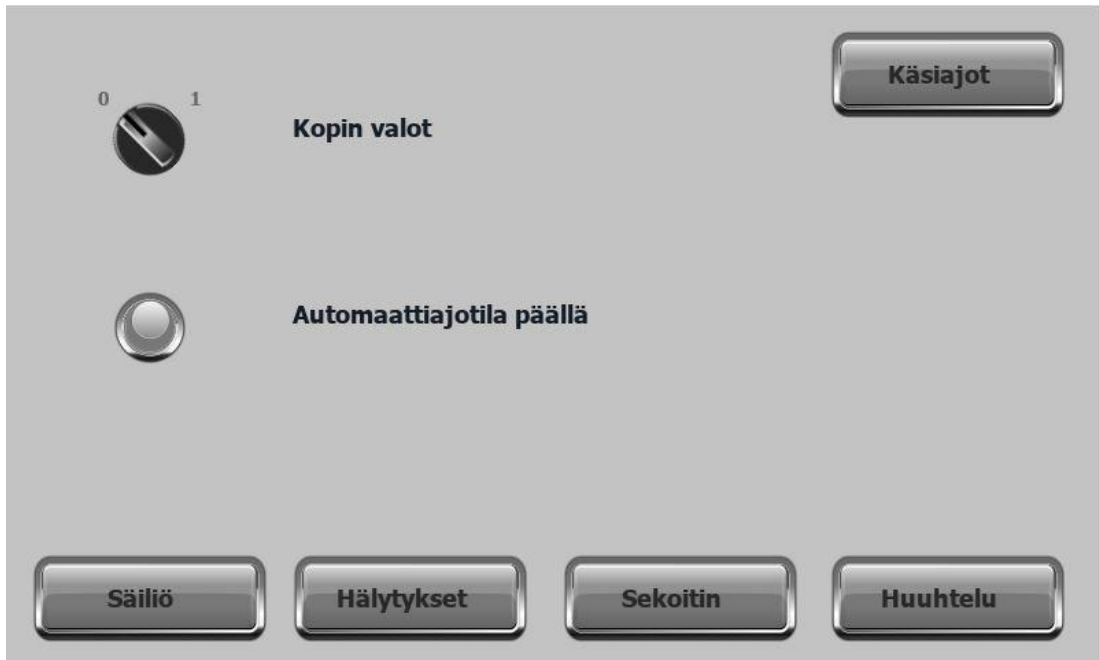 Käsiajot
0 1
Kopin valot
Automaattiajotila päällä
Säiliö Hälytykset Sekoitin Huuhtelu